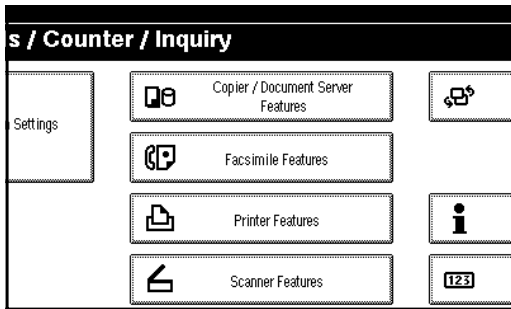 s / Counter / Inquiry
Copier / Document Server
Features
Settings
Facsimile Features
Printer Features
Scanner Features
123